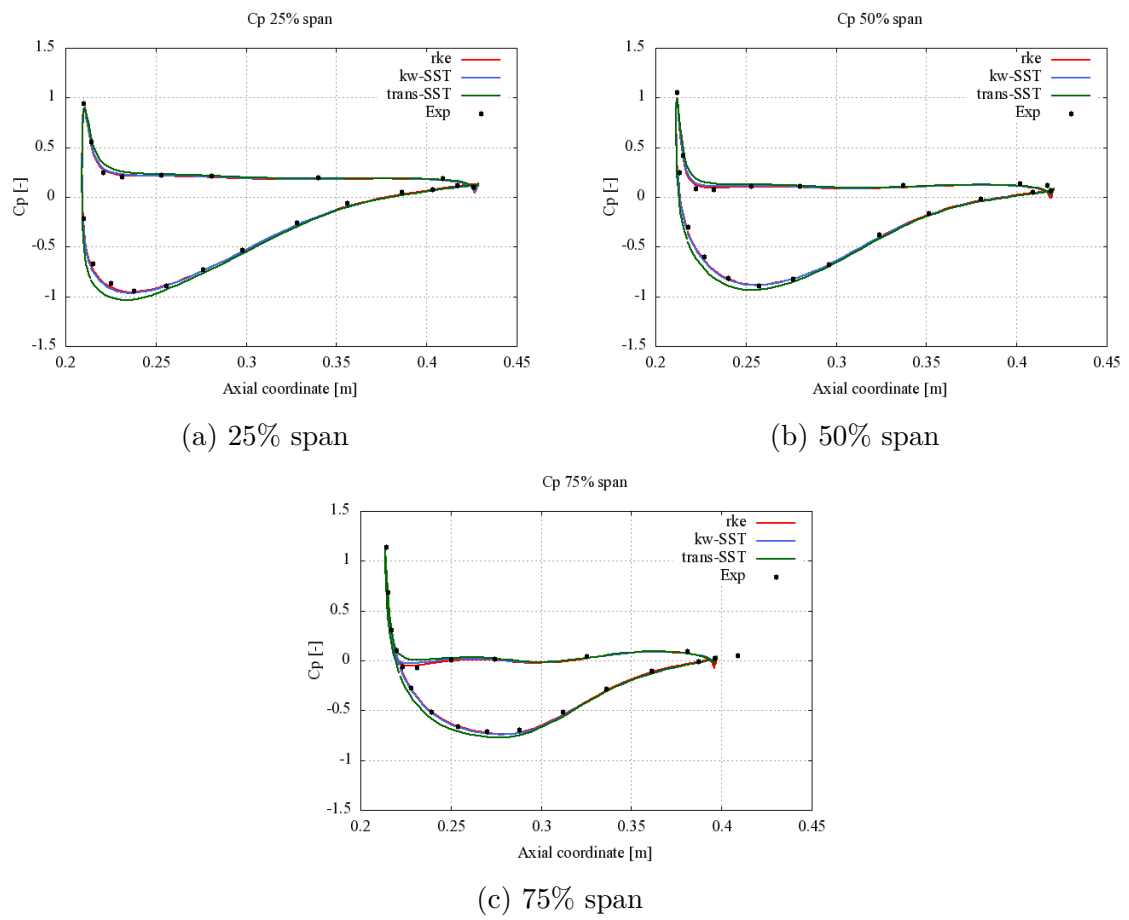 Cp 25% span
1.5
1
0.5
0
-0.5
-1
-1.5
Cp [-]
0.2 0.25 0.3 0.35 0.4 0.45
Axial coordinate [m]
rke
kw-SST
trans-SST
Exp
(a) 25% span
Cp 50% span
1.5
1
0.5
0
-0.5
-1
-1.5
Cp [-]
0.2 0.25 0.3 0.35 0.4 0.45
Axial coordinate [m]
rke
kw-SST
trans-SST
Exp
(b) 50% span
Cp 75% span
1.5
1
0.5
0
-0.5
-1
-1.5
Cp [-]
0.2 0.25 0.3 0.35 0.4 0.45
Axial coordinate [m]
rke
kw-SST
trans-SST
Exp
(c) 75% span